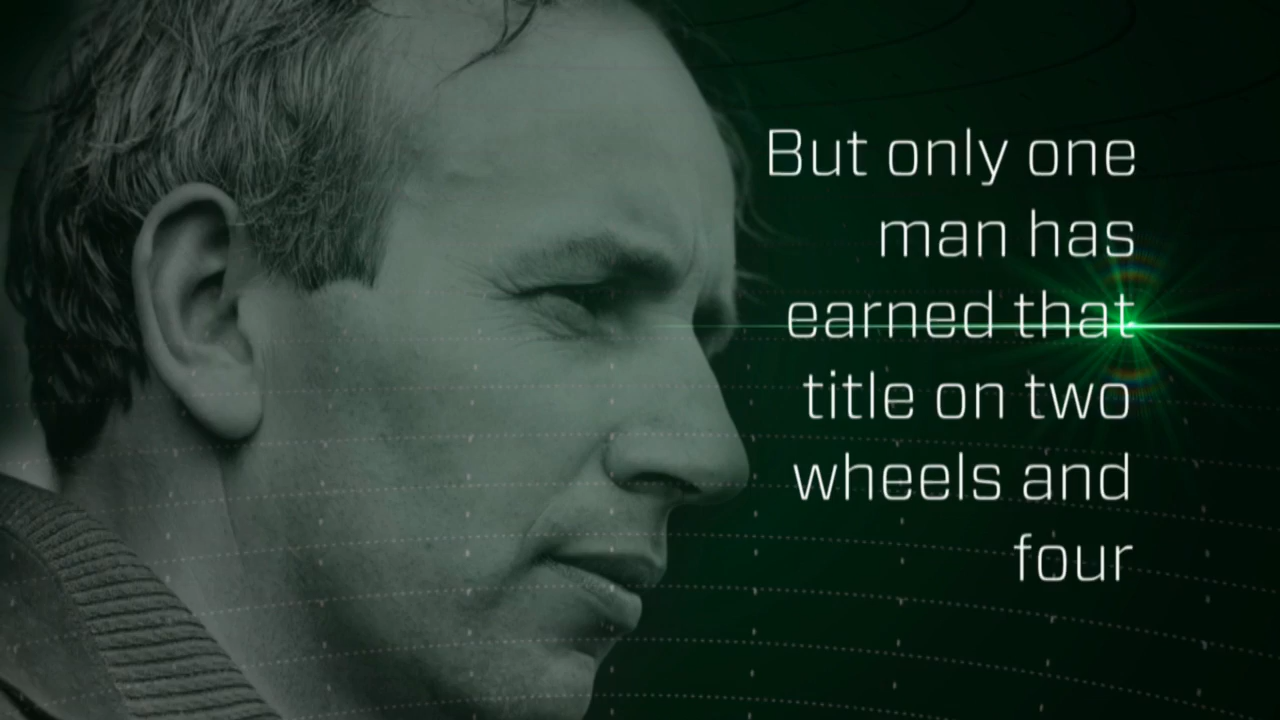 But only one
man has
earned that
title on two
wheels and
four